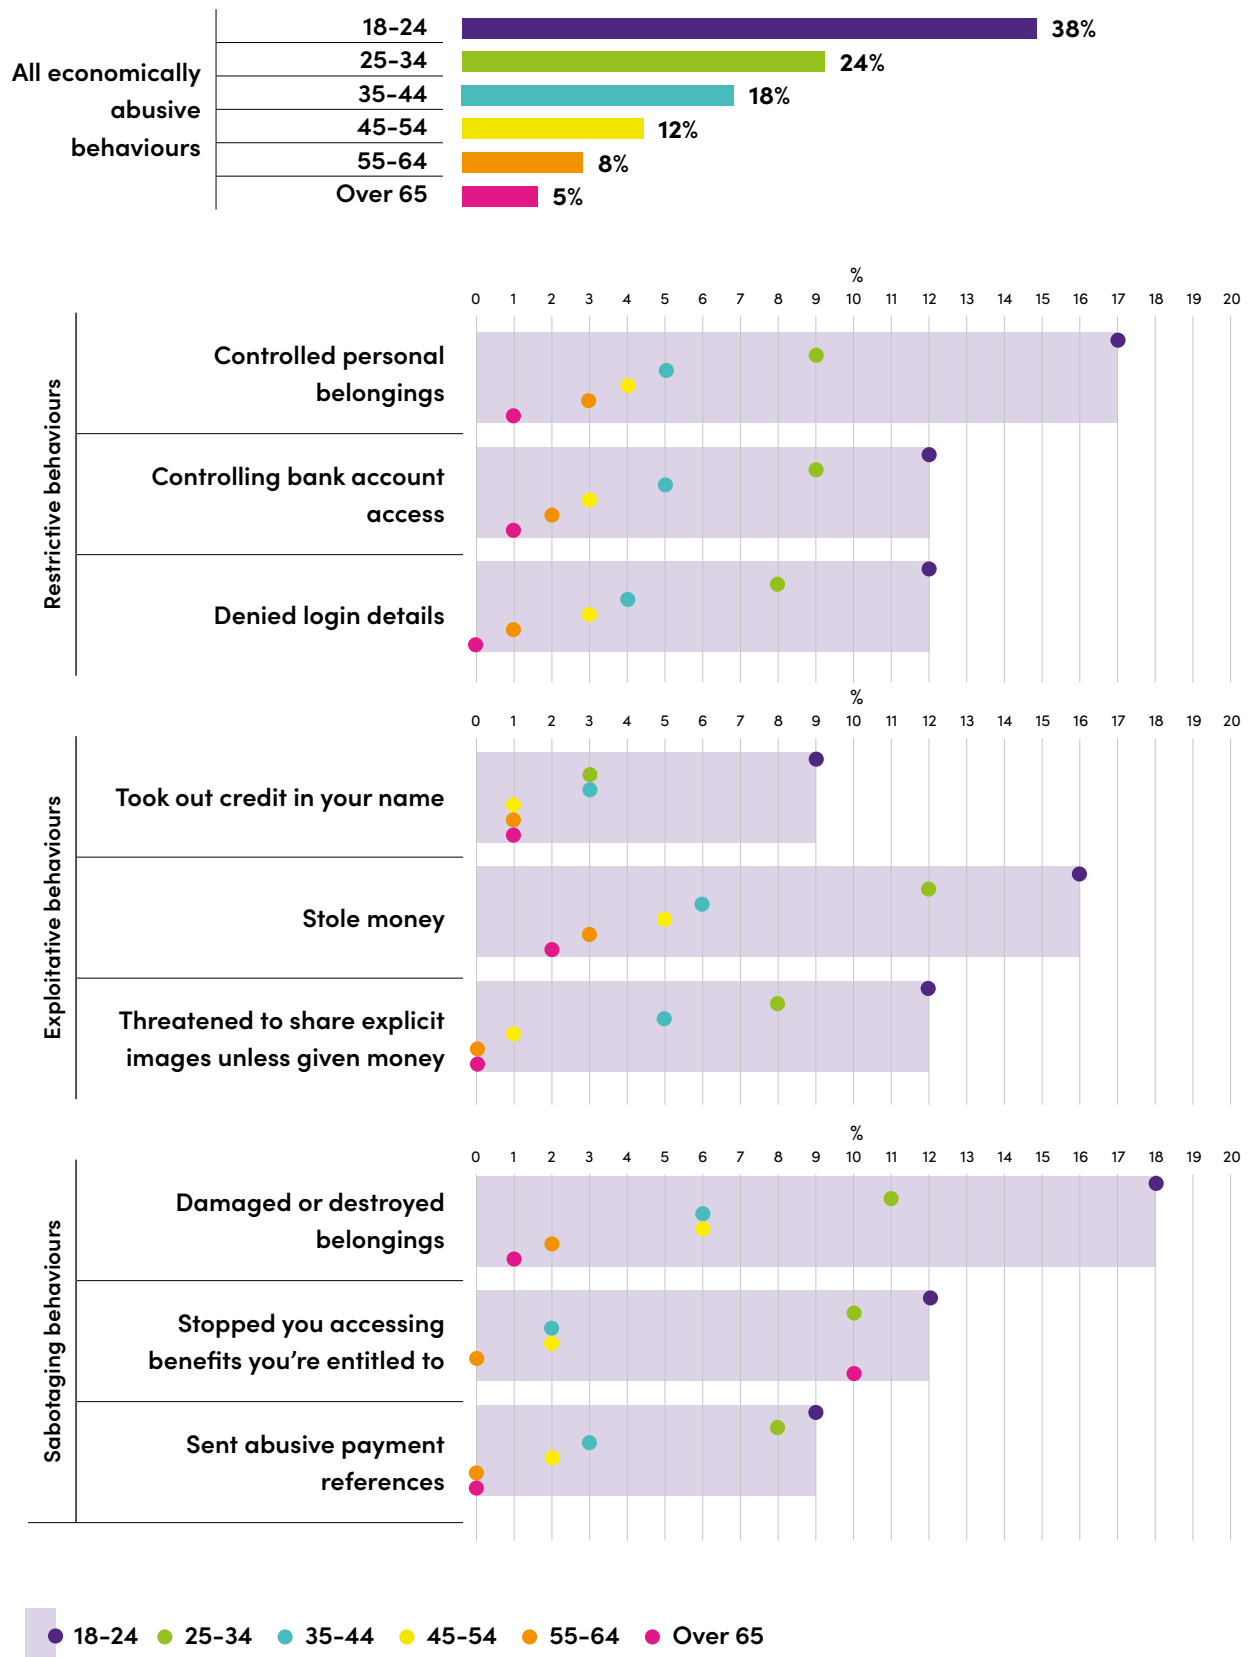 All economically
abusive
behaviours
18-24
38%
25-34
24%
35-44
18%
45-54
12%
55-64
8%
Over 65
5%
%
0 1 2 3 4 5 6 7 8 9 10 11 12 13 14 15 16 17 18 19 20
Restrictive behaviours
Controlled personal
belongings
Controlling bank account
access
Denied login details
%
0 1 2 3 4 5 6 7 8 9 10 11 12 13 14 15 16 17 18 19 20
Exploitative behaviours
Took out credit in your name
Stole money
Threatened to share explicit
images unless given money
%
0 1 2 3 4 5 6 7 8 9 10 11 12 13 14 15 16 17 18 19 20
Sabotaging behaviours
Damaged or destroyed
belongings
Stopped you accessing
benefits you’re entitled to
Sent abusive payment
references
18-24 25-34 35-44 45-54 55-64 Over 65